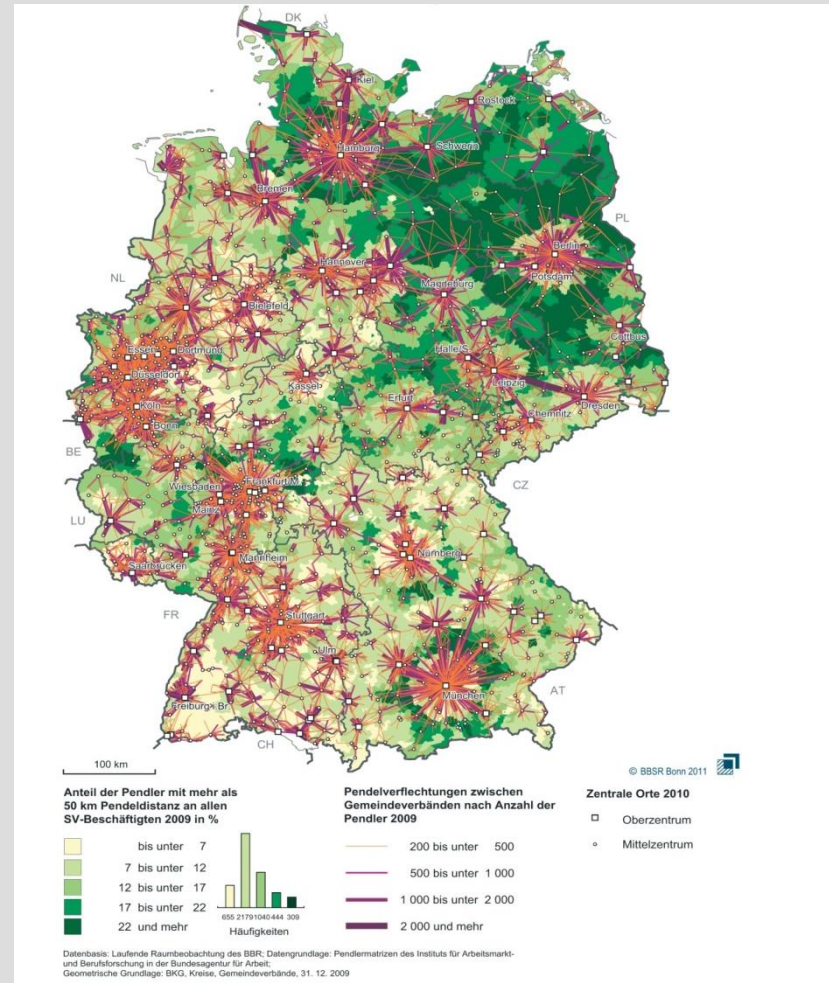 DK
Kiel
Rostock
Hamburg
Schwerin
Bremen
PL
Berlin
NL
Hannover
Potsdam
Magdeburg
Bielefeld
Cottbus
Essen
Dortmund
Halle/S.
Düsseldorf
Leipzig
Kassel
Köln
Erfurt
Dresden
Chemnitz
Bonn
BE
Wiesbaden
Frankfurt/M.
CZ
Mainz
LU
Mannheim
Nürnberg
Saarbrücken
FR
Stuttgart
Ulm
München
AT
Freiburg i. Br.
CH
100 km
© BBSR Bonn 2011
Anteil der Pendler mit mehr als
50 km Pendeldistanz an allen
SV-Beschäftigten 2009 in %
bis unter 7
7 bis unter 12
12 bis unter 17
17 bis unter 22
22 und mehr
655 2179 1040 444 309
Häufigkeiten
Pendelverflechtungen zwischen
Gemeindeverbänden nach Anzahl der
Pendler 2009
200 bis unter 500
500 bis unter 1 000
1 000 bis unter 2 000
2 000 und mehr
Zentrale Orte 2010
Oberzentrum
Mittelzentrum
Datenbasis: Laufende Raumbeobachtung des BBR; Datengrundlage: Pendlermatrizen des Instituts für Arbeitsmarkt-
und Berufsforschung in der Bundesagentur für Arbeit;
Geometrische Grundlage: BKG, Kreise, Gemeindeverbände, 31. 12. 2009